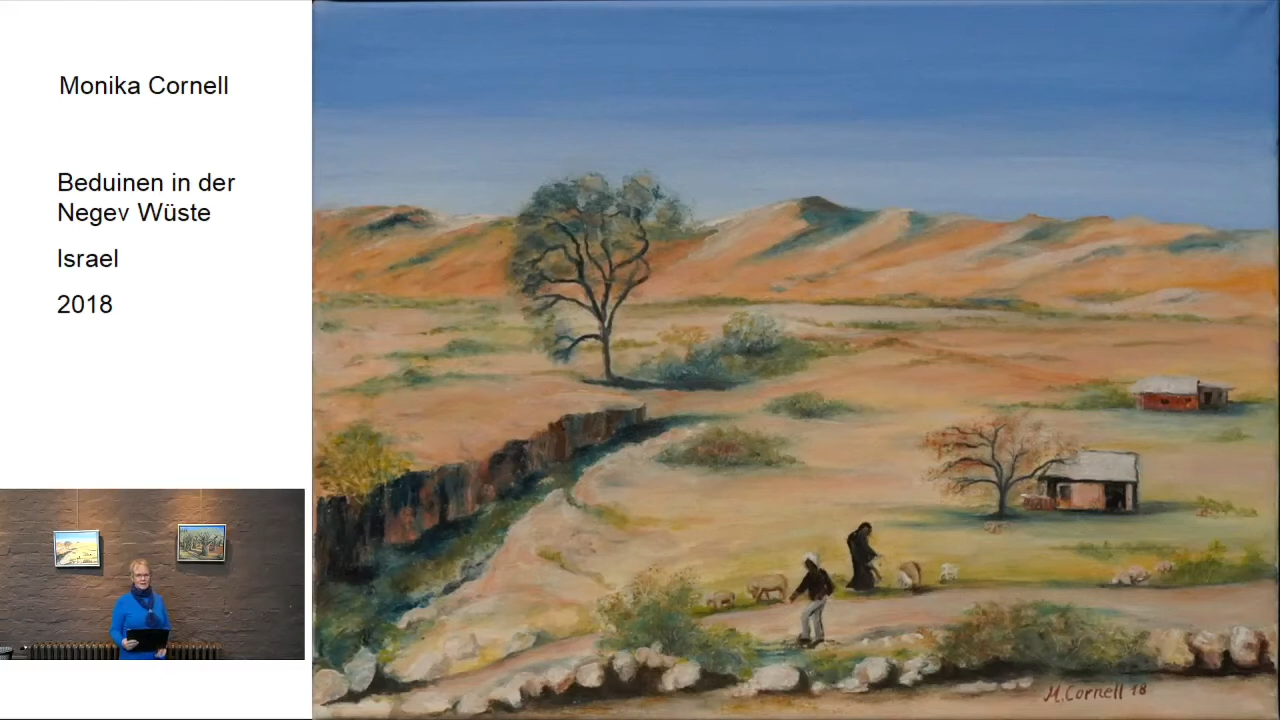 Monika Cornell
Beduinen in der
Negev Wüste
Israel
2018
M. Cornell 18